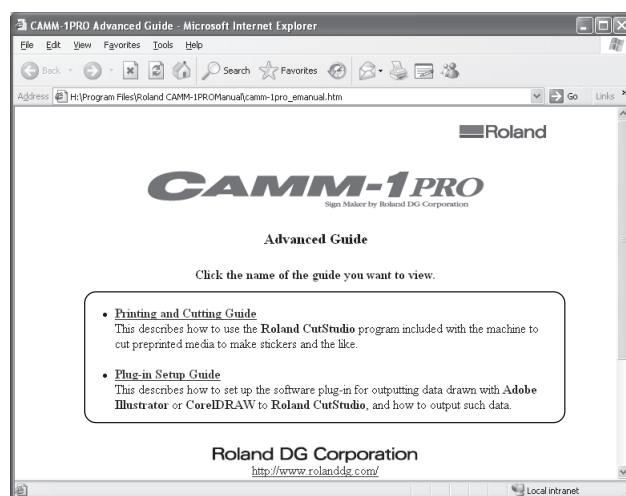 CAMM-1PRO Advanced Guide - Microsoft Internet Explorer
File Edit View Favorites Tools Help
Back Search Favorites
Address H:\Program Files\Roland CAMM-1PROManual\camm-1pro_emanual.htm Go Links »
Roland
CAMM-1 PRO
Sign Maker by Roland DG Corporation
Advanced Guide
Click the name of the guide you want to view.
• Printing and Cutting Guide
This describes how to use the Roland CutStudio program included with the machine to
cut preprinted media to make stickers and the like.
• Plug-in Setup Guide
This describes how to set up the software plug-in for outputting data drawn with Adobe
Illustrator or CorelDRAW to Roland CutStudio, and how to output such data.
Roland DG Corporation
http://www.rolanddg.com/
Local intranet